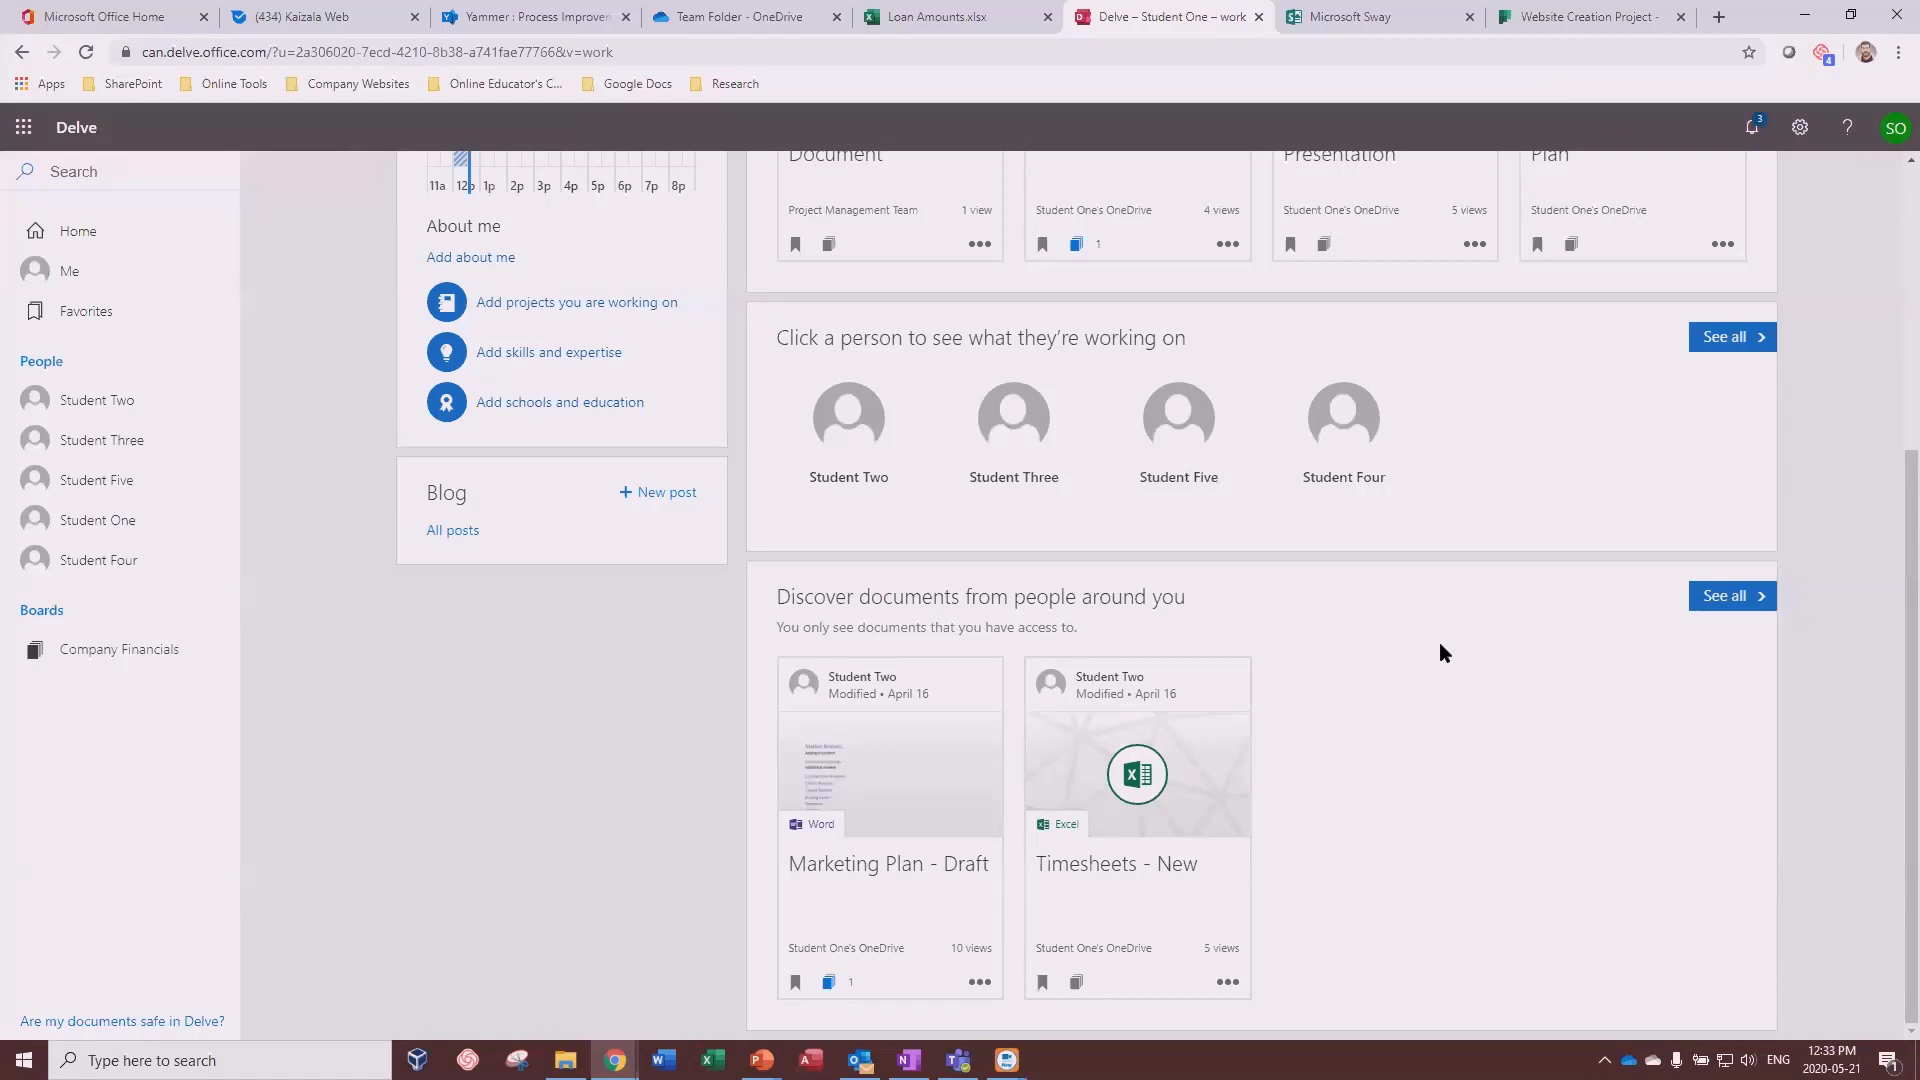 Microsoft Office Home
(434) Kaizala Web
Yammer : Process Improven
Team Folder - OneDrive
Loan Amounts.xlsx
Delve – Student One – work
Microsoft Sway
Website Creation Project -
can.delve.office.com/?u=2a306020-7ecd-4210-8b38-a741fae77766&v=work
4
Apps
SharePoint
Online Tools
Company Websites
Online Educator's C...
Google Docs
Research
Delve
3
?
SO
Search
Home
Me
Favorites
People
Student Two
Student Three
Student Five
Student One
Student Four
Boards
Company Financials
Are my documents safe in Delve?
11a 12p 1p 2p 3p 4p 5p 6p 7p 8p
About me
Add about me
Add projects you are working on
Add skills and expertise
Add schools and education
Blog
+ New post
All posts
Document
Presentation
Plan
Project Management Team 1 view
Student One's OneDrive 4 views
Student One's OneDrive 5 views
Student One's OneDrive
1
Click a person to see what they're working on
See all >
Student Two
Student Three
Student Five
Student Four
Discover documents from people around you
See all >
You only see documents that you have access to.
Student Two
Modified • April 16
Word
Marketing Plan - Draft
Student One's OneDrive 10 views
1
Student Two
Modified • April 16
Excel
Timesheets - New
Student One's OneDrive 5 views
Type here to search
ENG
12:33 PM
2020-05-21
1